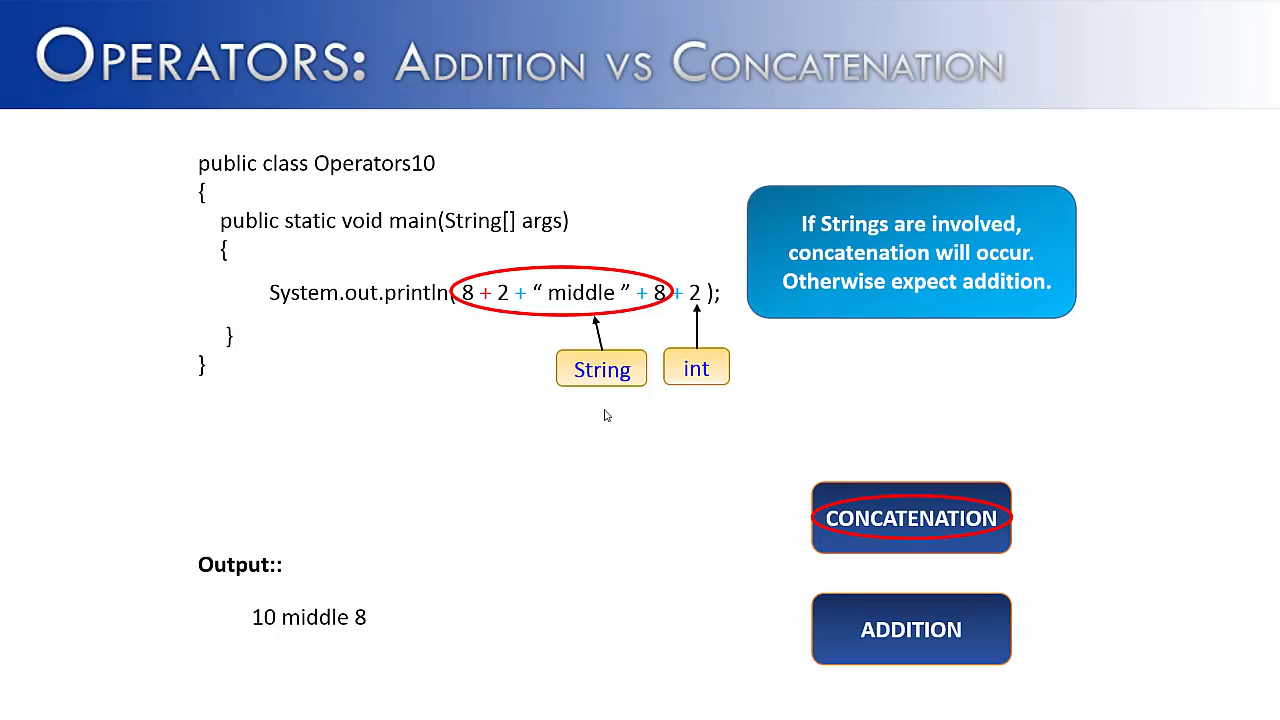 OPERATORS: ADDITION VS CONCATENATION
public class Operators10
{
public static void main(String[] args)
{
System.out.println( 8 + 2 + “ middle ” + 8 + 2 );
}
}
String
int
If Strings are involved,
concatenation will occur.
Otherwise expect addition.
CONCATENATION
ADDITION
Output::
10 middle 8